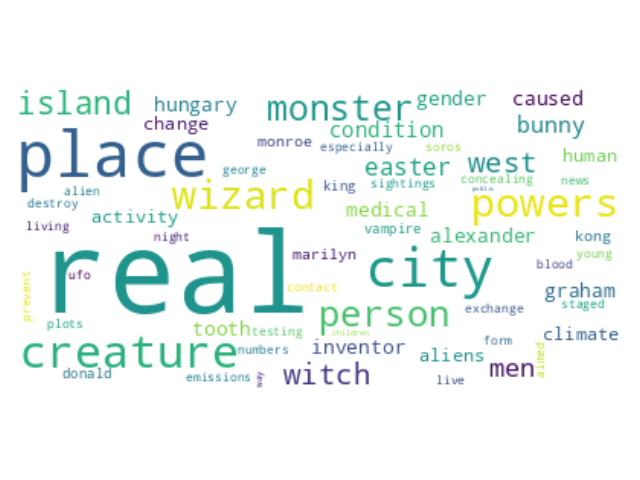 island hungary monster gender caused
change condition bunny
place monroe especially soros
george easter west human
alien wizard king sightings concealing news
destroy public
activity medical powers
living vampire alexander kong
night marilyn city blood young
ufo real contact graham
prevent person exchange staged
plots tooth testing children climate
creature numbers inventor form
aliens men aimed
donald emissions way witch live